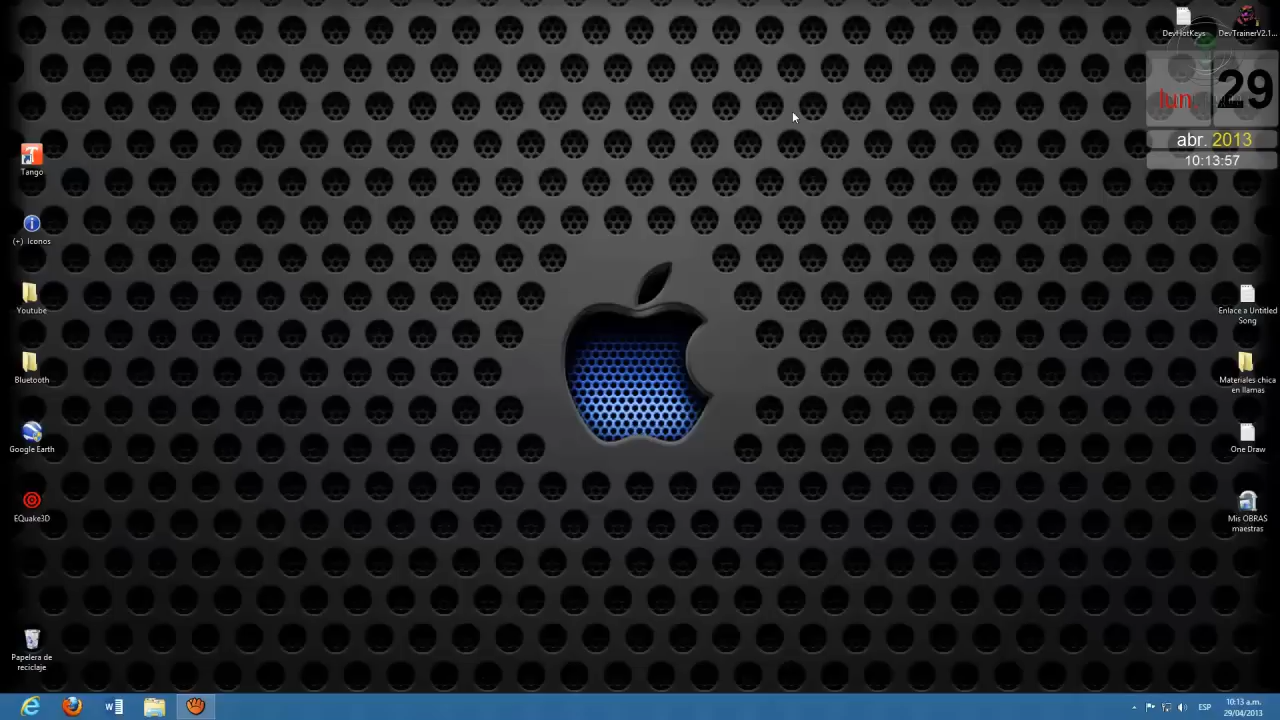 DevHotKeys
DevTrainerV2.1...
lun.
29
abr. 2013
10:13:57
Tango
(+) Iconos
Youtube
Bluetooth
Google Earth
EQuake3D
Papelera de
reciclaje
Enlace a Untitled
Song
Materiales chica
en llamas
One Draw
Mis OBRAS
maestras
ESP
10:13 a.m.
29/04/2013